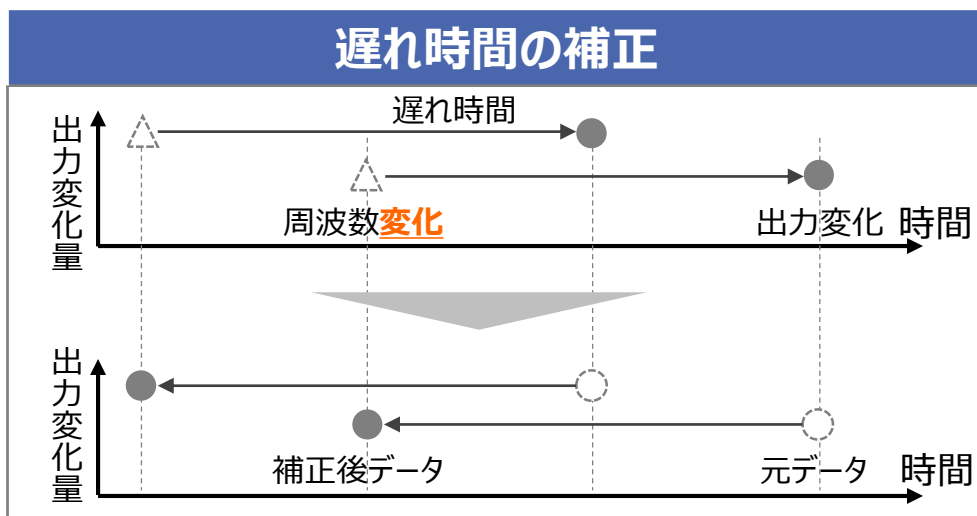 遅れ時間の補正
出力変化量
遅れ時間
周波数変化
出力変化
時間
出力変化量
補正後データ
元データ
時間